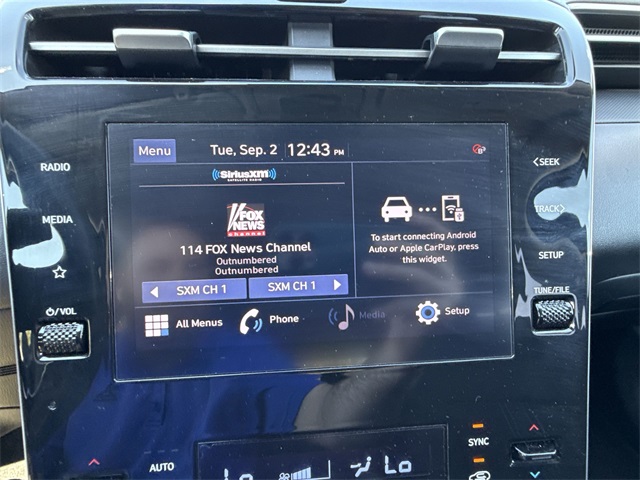 Menu
Tue, Sep. 2 12:43 PM
SiriusXM
SATELLITE RADIO
FOX
NEWS
channel
114 FOX News Channel
Outnumbered
Outnumbered
SXM CH 1
SXM CH 1
To start connecting Android
Auto or Apple CarPlay, press
this widget.
All Menus
Phone
Media
Setup
RADIO
MEDIA
/VOL
SEEK
TRACK
SETUP
TUNE/FILE
AUTO
Lo
Lo
SYNC